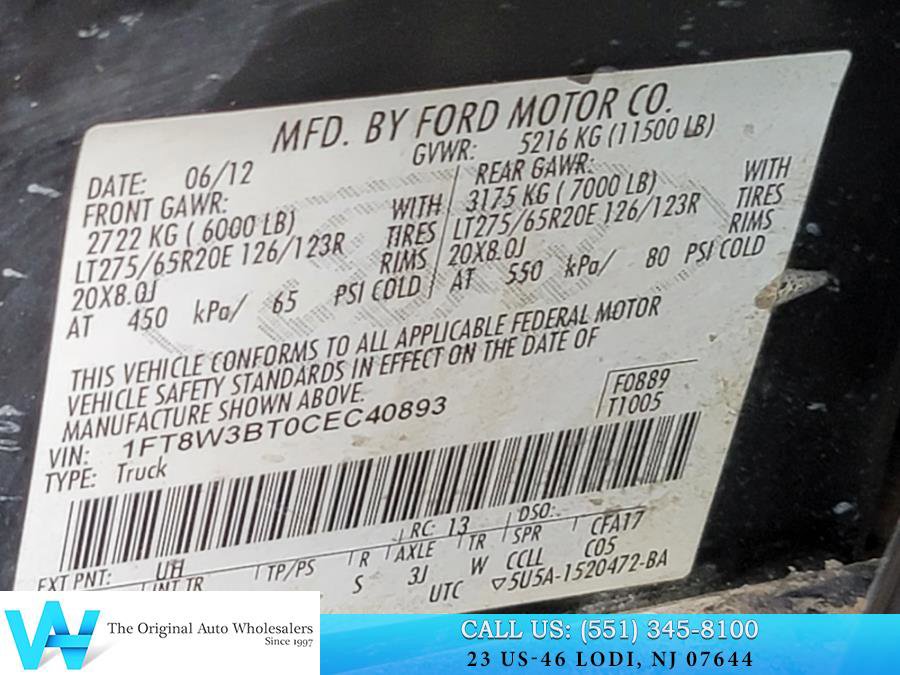 MFD. BY FORD MOTOR CO.
DATE: 06/12 GVWR: 5216 KG (11500 LB)
FRONT GAWR: REAR GAWR:
2722 KG (6000 LB) WITH 3175 KG (7000 LB) WITH
LT275/65R20E 126/123R TIRES LT275/65R20E 126/123R TIRES
20X8.0J RIMS 20X8.0J RIMS
AT 450 kPa/ 65 PSI COLD AT 550 kPa/ 80 PSI COLD
THIS VEHICLE CONFORMS TO ALL APPLICABLE FEDERAL MOTOR
VEHICLE SAFETY STANDARDS IN EFFECT ON THE DATE OF
MANUFACTURE SHOWN ABOVE.
F0889
T1005
VIN: 1FT8W3BT0CEC40893
TYPE: Truck
EXT PNT: UH RC: 13 DSO:
INT TR TP/PS R AXLE TR SPR CFA17
S 3J W CCLL C05
UTC ▽5U5A-1520472-BA
W
The Original Auto Wholesalers
Since 1997
CALL US: (551) 345-8100
23 US-46 LODI, NJ 07644